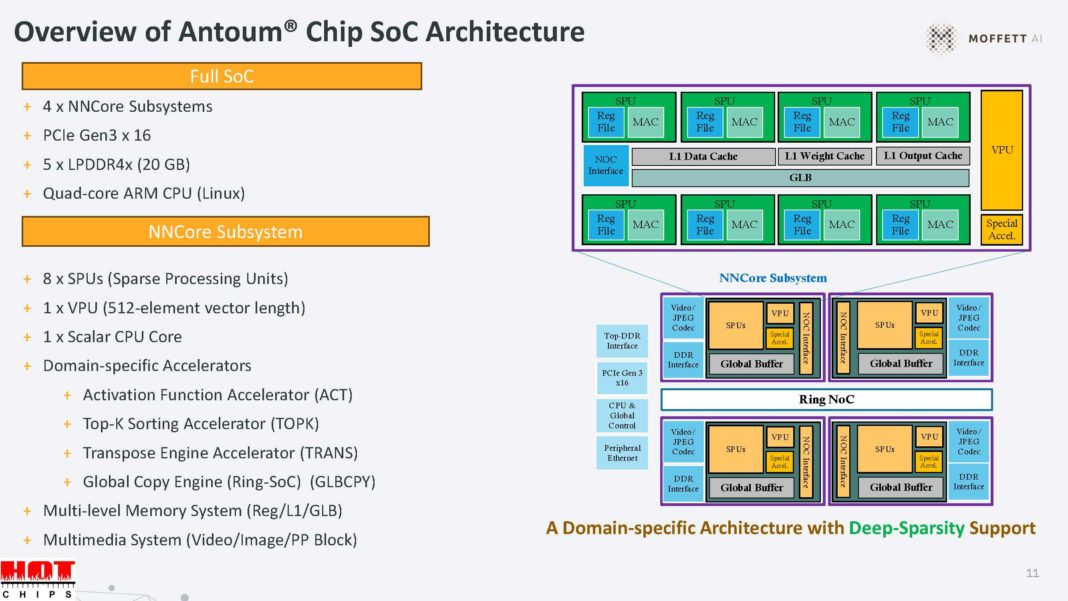 Overview of Antoum® Chip SoC Architecture
MOFFETT AI
Full SoC
+ 4 x NNCore Subsystems
+ PCIe Gen3 x 16
+ 5 x LPDDR4x (20 GB)
+ Quad-core ARM CPU (Linux)
NNCore Subsystem
+ 8 x SPUs (Sparse Processing Units)
+ 1 x VPU (512-element vector length)
+ 1 x Scalar CPU Core
+ Domain-specific Accelerators
+ Activation Function Accelerator (ACT)
+ Top-K Sorting Accelerator (TOPK)
+ Transpose Engine Accelerator (TRANS)
+ Global Copy Engine (Ring-SoC) (GLBCPY)
+ Multi-level Memory System (Reg/L1/GLB)
+ Multimedia System (Video/Image/PP Block)
SPU
Reg
File
MAC
SPU
Reg
File
MAC
SPU
Reg
File
MAC
SPU
Reg
File
MAC
VPU
NOC
Interface
L1 Data Cache
L1 Weight Cache
L1 Output Cache
GLB
SPU
Reg
File
MAC
SPU
Reg
File
MAC
SPU
Reg
File
MAC
SPU
Reg
File
MAC
Special
Accel.
NNCore Subsystem
Top-DDR
Interface
PCIe Gen 3
x16
CPU &
Global
Control
Peripheral
Ethernet
Video/
JPEG
Codec
DDR
Interface
SPUs
VPU
Special
Accel.
Global Buffer
NOC Interface
NOC Interface
SPUs
VPU
Special
Accel.
Global Buffer
Video/
JPEG
Codec
DDR
Interface
Ring NoC
Video/
JPEG
Codec
DDR
Interface
SPUs
VPU
Special
Accel.
Global Buffer
NOC Interface
NOC Interface
SPUs
VPU
Special
Accel.
Global Buffer
Video/
JPEG
Codec
DDR
Interface
A Domain-specific Architecture with Deep-Sparsity Support
HOT
CHIPS
11